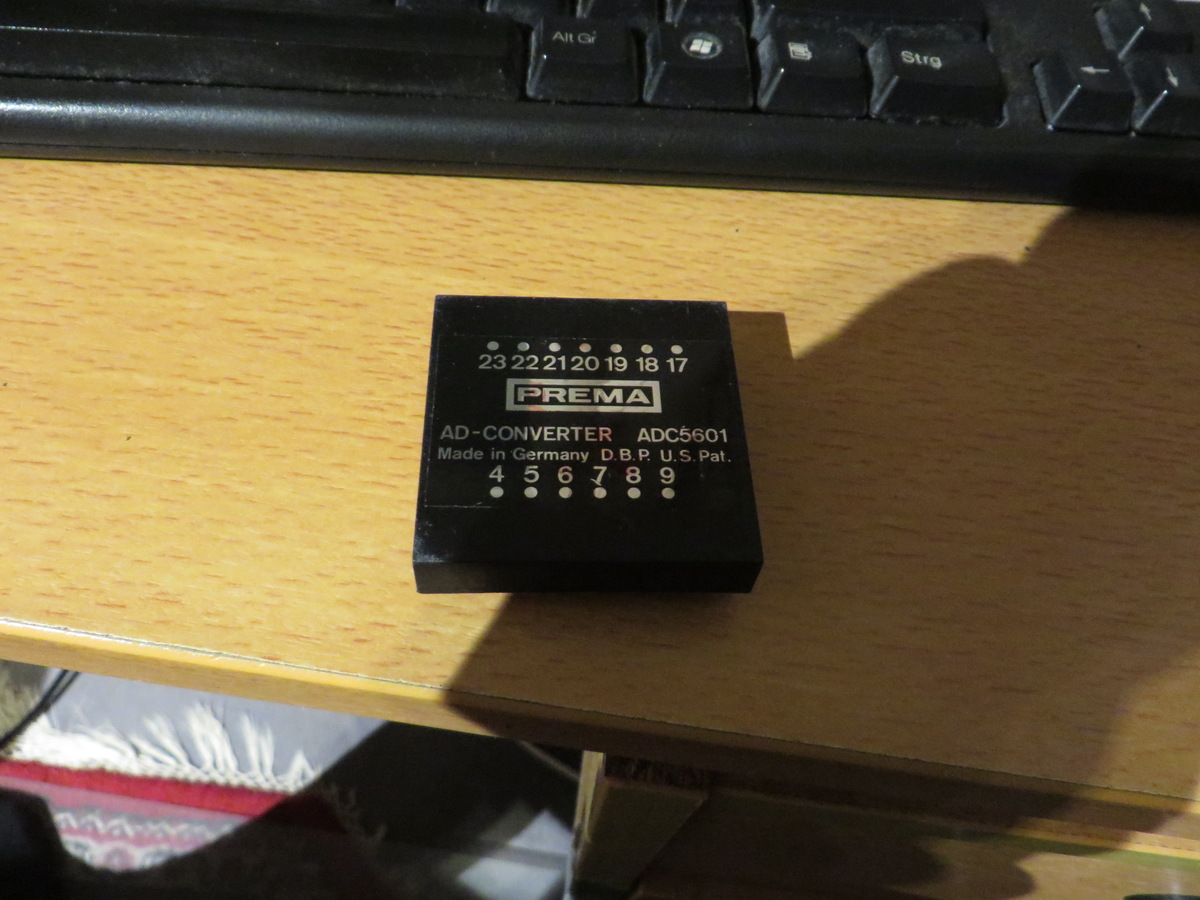 Alt Gr
Strg
23 22 21 20 19 18 17
PREMA
AD-CONVERTER ADC5601
Made in Germany D.B.P. U.S. Pat.
4 5 6 7 8 9